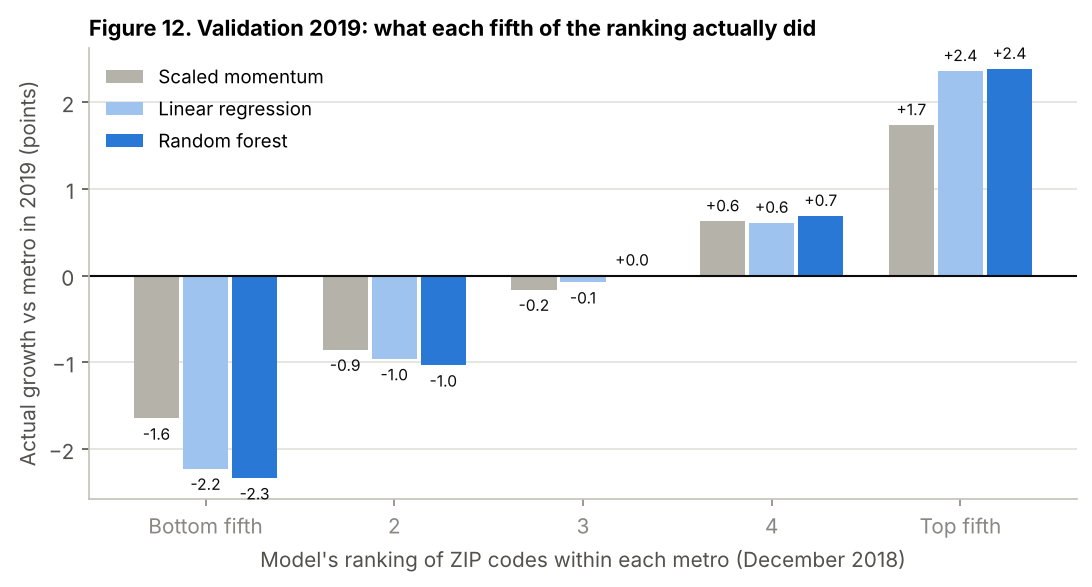 Figure 12. Validation 2019: what each fifth of the ranking actually did
Scaled momentum
Linear regression
Random forest
Actual growth vs metro in 2019 (points)
2
1
0
−1
−2
-1.6
-2.2
-2.3
-0.9
-1.0
-1.0
-0.2
-0.1
+0.0
+0.6
+0.6
+0.7
+1.7
+2.4
+2.4
Bottom fifth
2
3
4
Top fifth
Model's ranking of ZIP codes within each metro (December 2018)